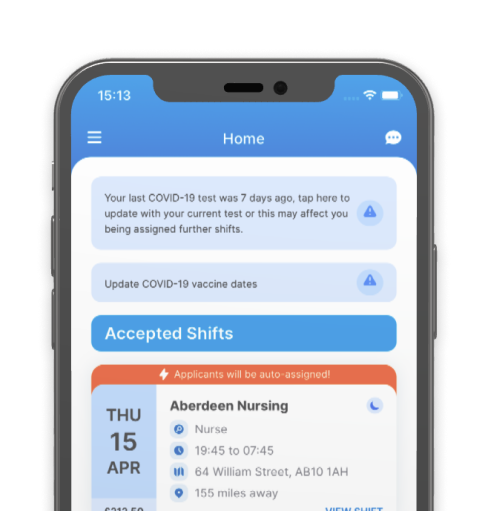 15:13
Home
Your last COVID-19 test was 7 days ago, tap here to
update with your current test or this may affect you
being assigned further shifts.
Update COVID-19 vaccine dates
Accepted Shifts
Applicants will be auto-assigned!
THU
15
APR
Aberdeen Nursing
Nurse
19:45 to 07:45
64 William Street, AB10 1AH
155 miles away
VIEW SHIFT